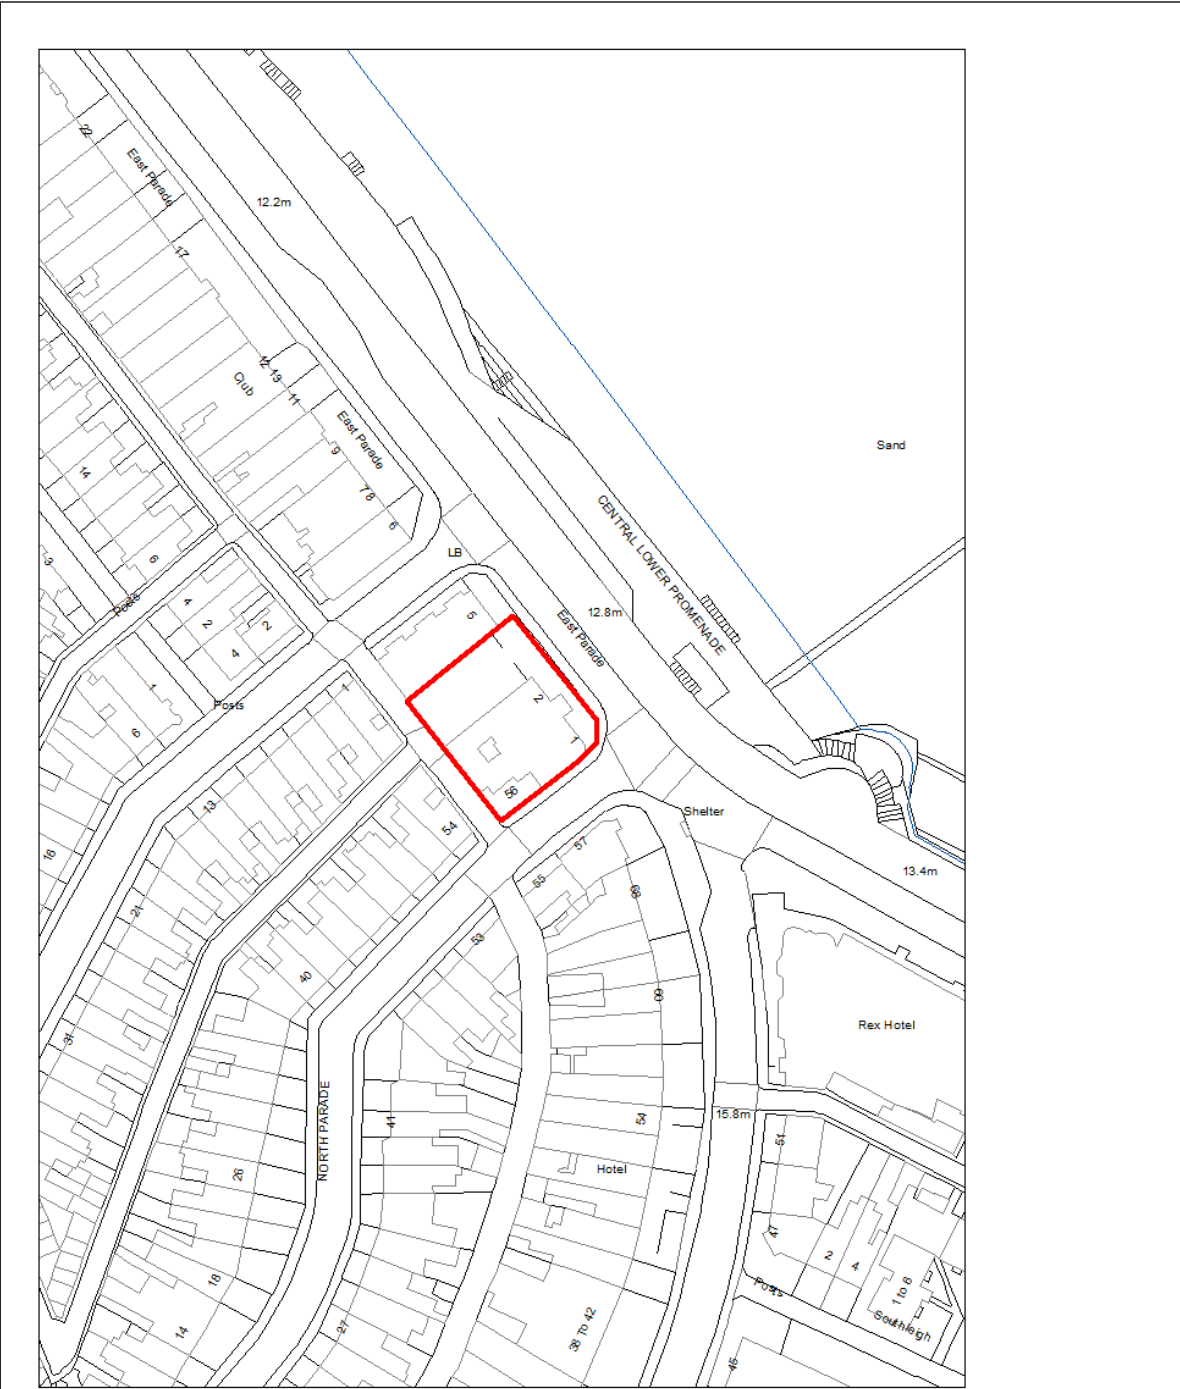 22
East Parade
12.2m
17
12
13
Club
11
East Parade
9
7 8
6
14
Sand
CENTRAL LOWER PROMENADE
LB
6
3
Posts
4
2
2
4
5
12.8m
East Parade
1
Posts
6
1
2
1
56
13
54
Shelter
57
55
68
13.4m
16
21
53
40
60
Rex Hotel
31
NORTH PARADE
41
54
15.8m
51
26
Hotel
47
2
4
18
Posts
1 to 6
Southleigh
14
27
38 To 42
45